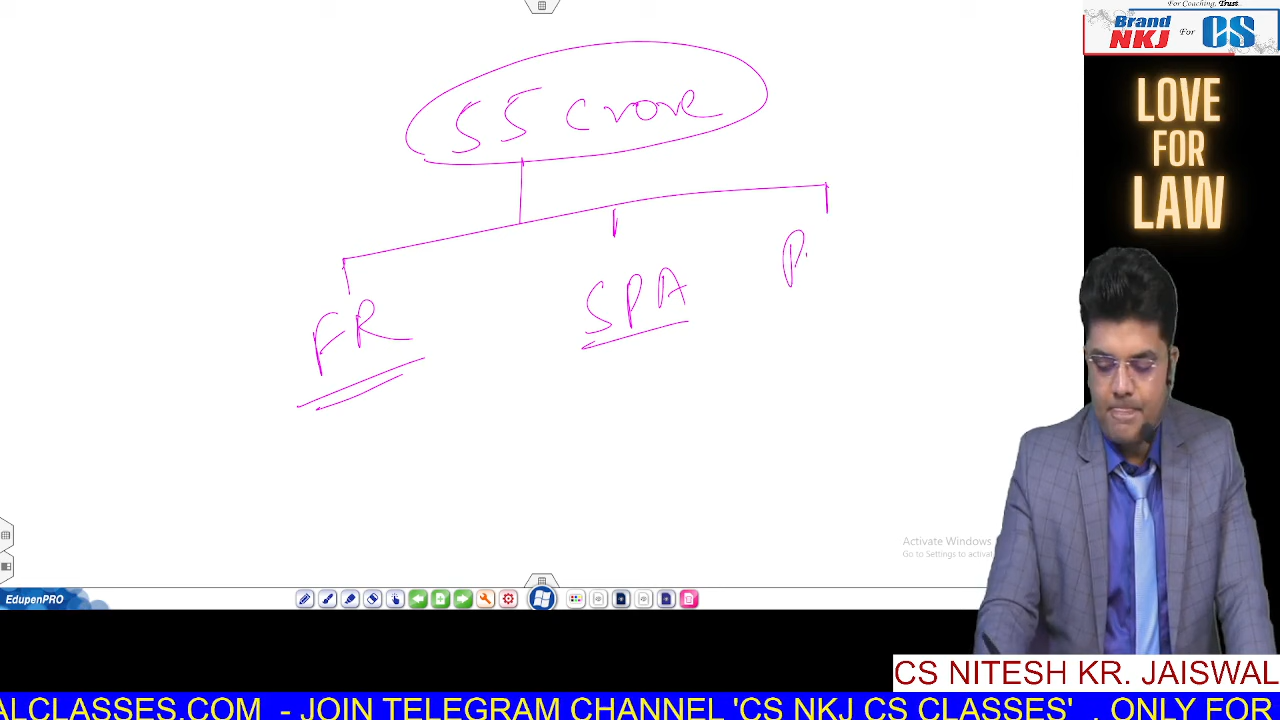 For Coaching, Trust
Brand
NKJ
For
CS
LOVE
FOR
LAW
55 crore
FR
SPA
P.
Activate Windows
Go to Settings to activat
EdupenPRO
CS NITESH KR. JAISWAL
ALCLASSES.COM - JOIN TELEGRAM CHANNEL 'CS NKJ CS CLASSES' . ONLY FOR